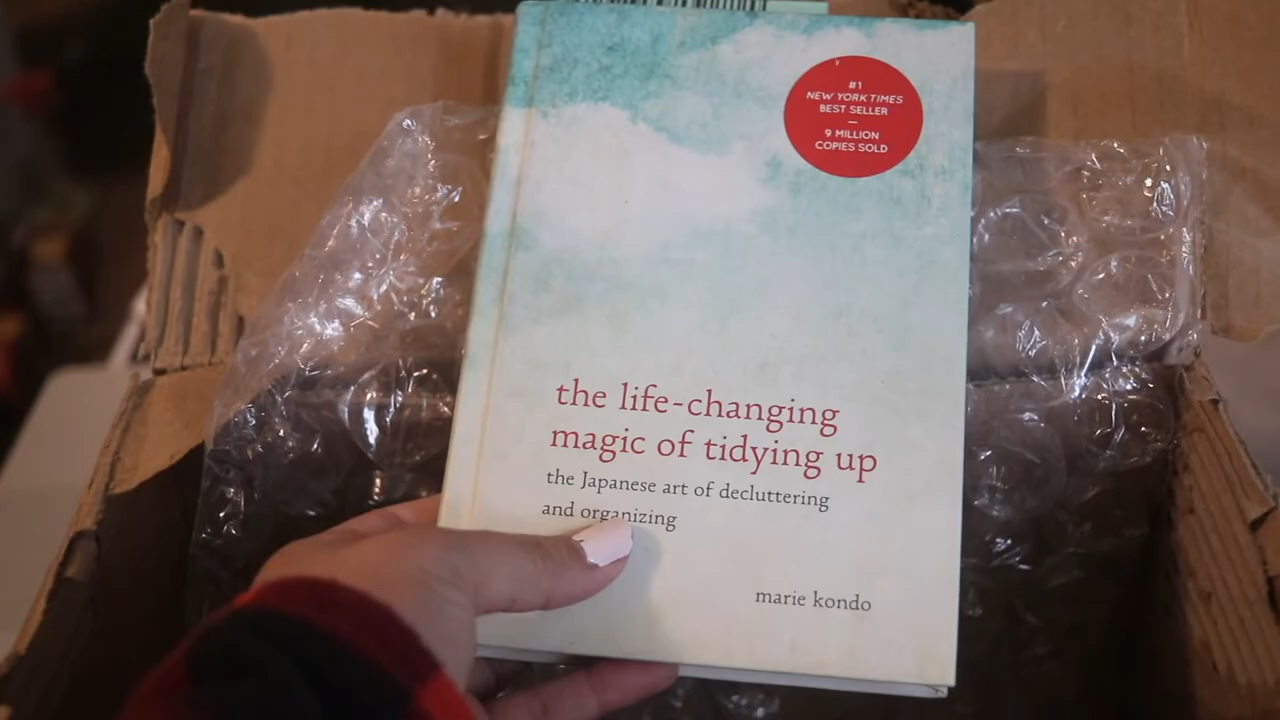 #1
NEW YORK TIMES
BEST SELLER
9 MILLION
COPIES SOLD
the life-changing
magic of tidying up
the Japanese art of decluttering
and organizing
marie kondo